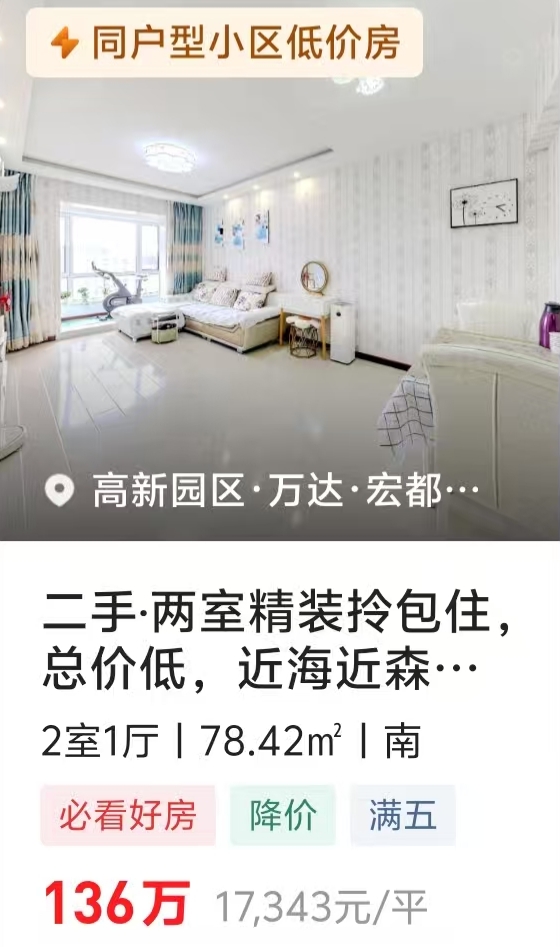 同户型小区低价房
高新园区·万达·宏都…
二手·两室精装拎包住，
总价低，近海近森…
2室1厅 | 78.42㎡ | 南
必看好房 降价 满五
136万 17,343元/平